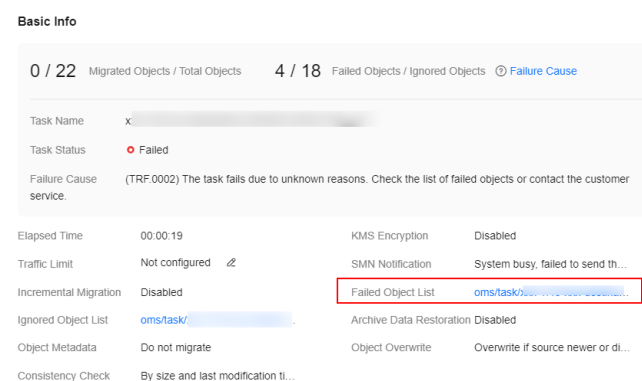 Basic Info
0 / 22 Migrated Objects / Total Objects 4 / 18 Failed Objects / Ignored Objects Failure Cause
Task Name x
Task Status Failed
Failure Cause (TRF.0002) The task fails due to unknown reasons. Check the list of failed objects or contact the customer
service.
Elapsed Time 00:00:19 KMS Encryption Disabled
Traffic Limit Not configured SMN Notification System busy, failed to send th...
Incremental Migration Disabled Failed Object List oms/task/
Ignored Object List oms/task/ Archive Data Restoration Disabled
Object Metadata Do not migrate Object Overwrite Overwrite if source newer or di...
Consistency Check By size and last modification ti...